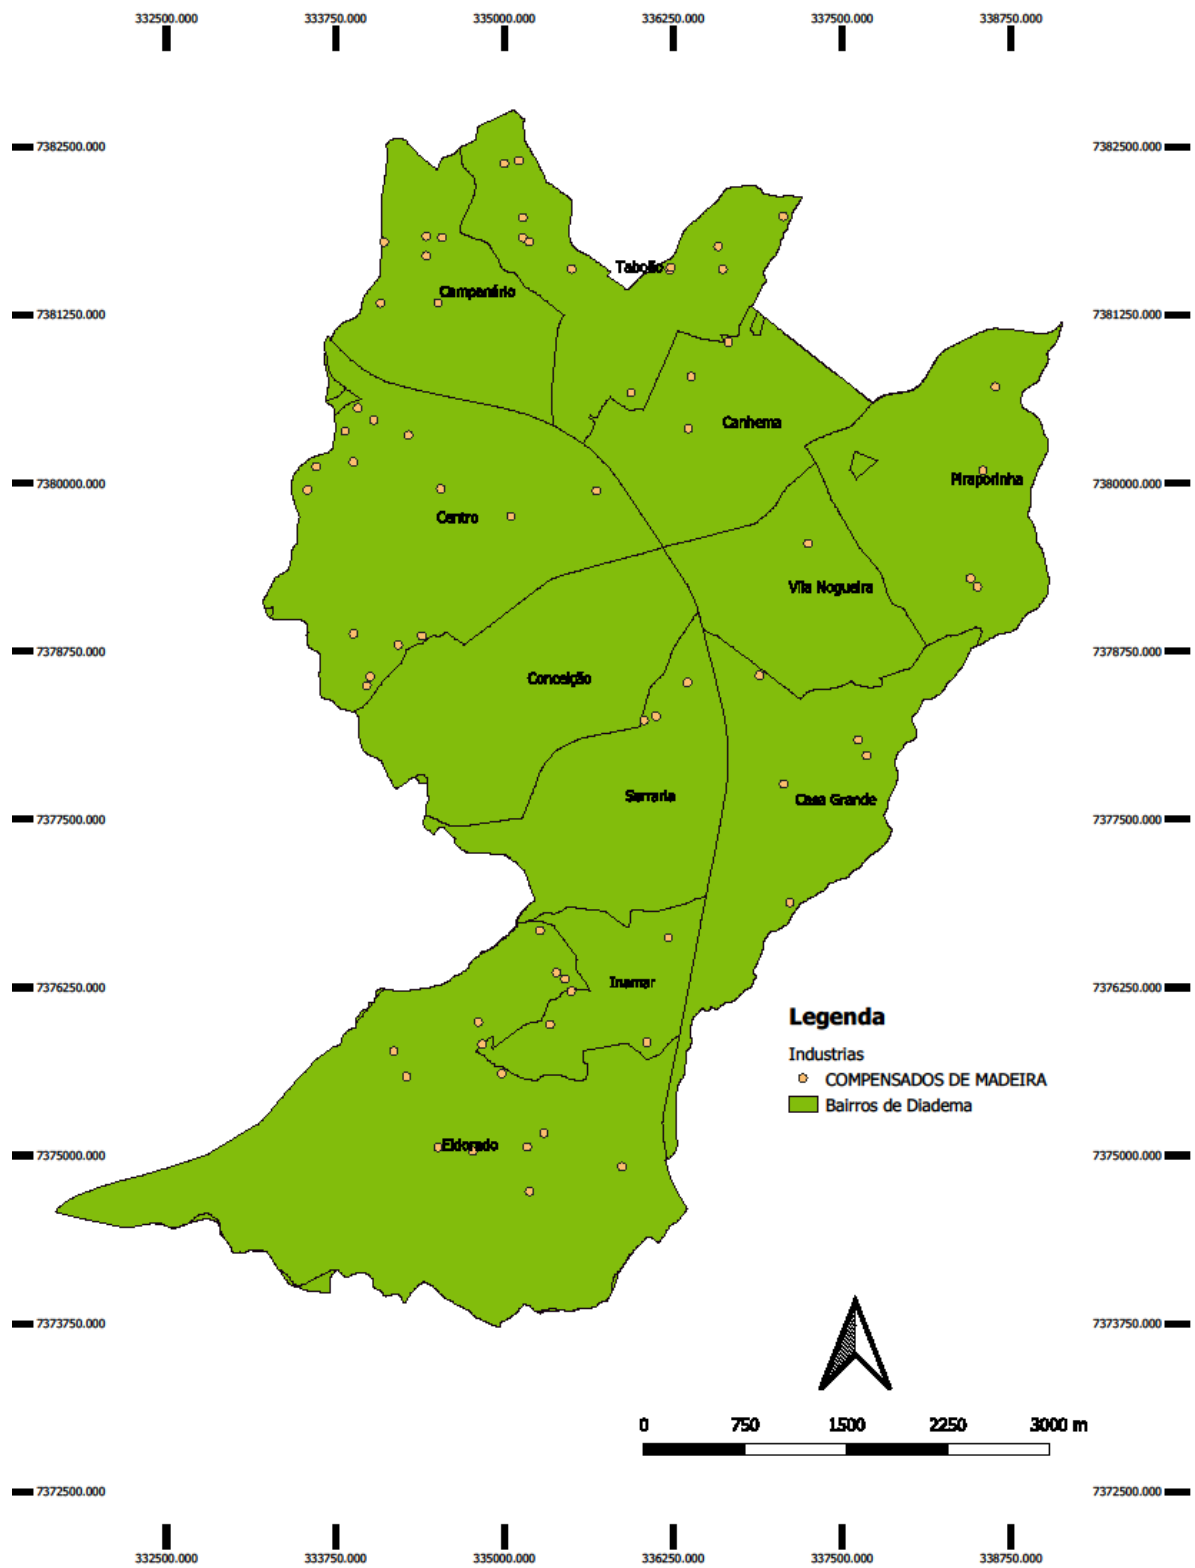 332500.000 333750.000 335000.000 336250.000 337500.000 338750.000
7382500.000 7382500.000
Taboão
Campanário
7381250.000 7381250.000
Canhema
Piraporinha
7380000.000 7380000.000
Centro
Vila Nogueira
7378750.000 7378750.000
Conceição
Serraria
Casa Grande
7377500.000 7377500.000
Inamar
7376250.000 7376250.000
Legenda
Industrias
COMPENSADOS DE MADEIRA
Bairros de Diadema
Eldorado
7375000.000 7375000.000
7373750.000 7373750.000
0 750 1500 2250 3000 m
7372500.000 7372500.000
332500.000 333750.000 335000.000 336250.000 337500.000 338750.000